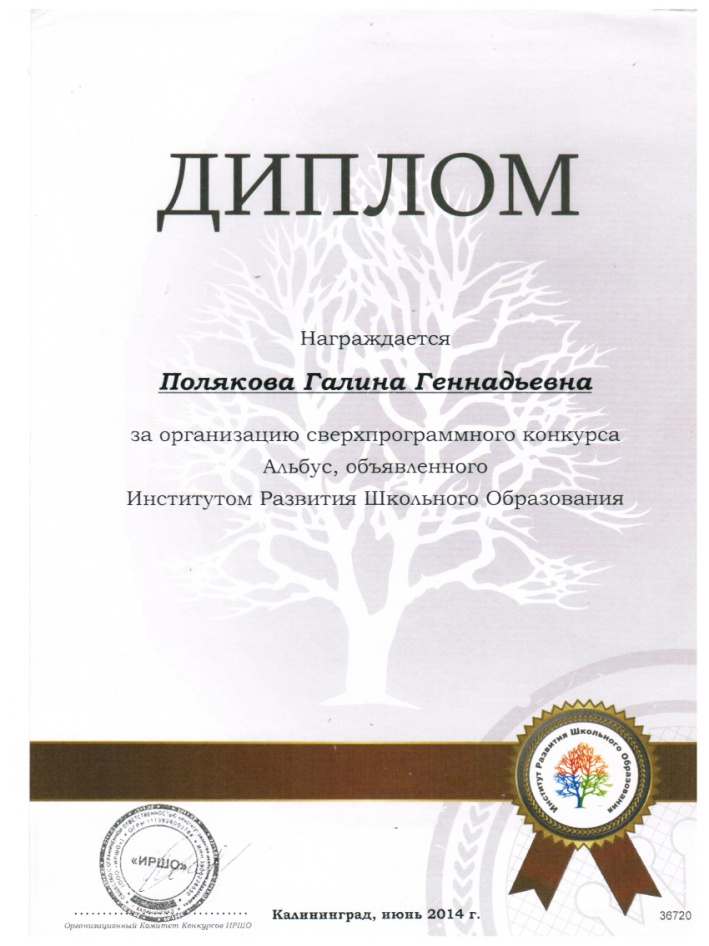 ДИПЛОМ
Награждается
Полякова Галина Геннадьевна
за организацию сверхпрограммного конкурса
Альбус, объявленного
Институтом Развития Школьного Образования
Институт Развития Школьного Образования
«ИРШО»
Организационный Комитет Конкурсов ИРШО
Калининград, июнь 2014 г.
36720